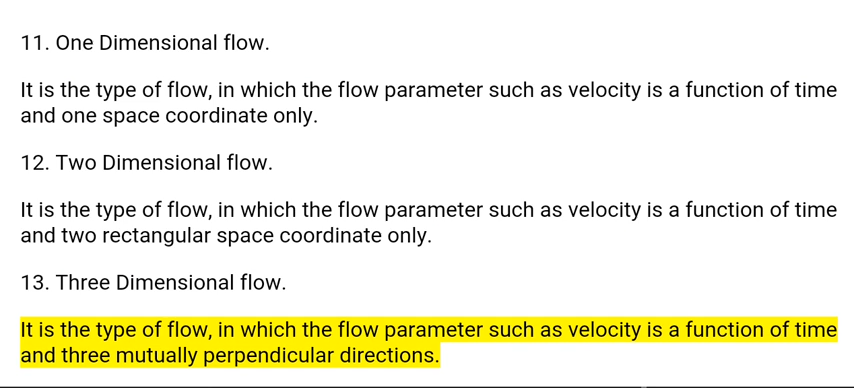 11. One Dimensional flow.
It is the type of flow, in which the flow parameter such as velocity is a function of time
and one space coordinate only.
12. Two Dimensional flow.
It is the type of flow, in which the flow parameter such as velocity is a function of time
and two rectangular space coordinate only.
13. Three Dimensional flow.
It is the type of flow, in which the flow parameter such as velocity is a function of time
and three mutually perpendicular directions.